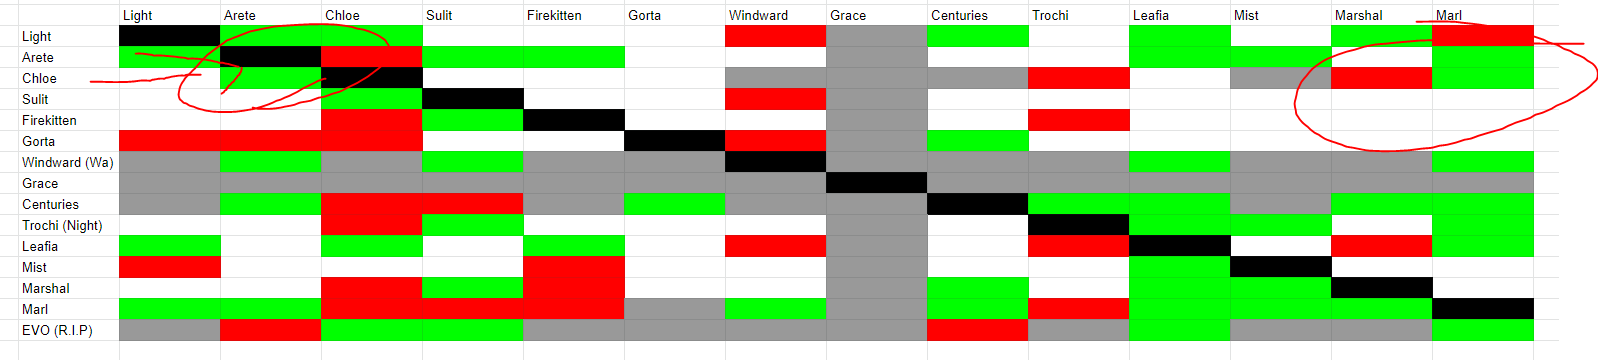 Light Arete Chloe Sulit Firekitten Gorta Windward Grace Centuries Trochi Leafia Mist Marshal Marl
Light
Arete
Chloe
Sulit
Firekitten
Gorta
Windward (Wa)
Grace
Centuries
Trochi (Night)
Leafia
Mist
Marshal
Marl
EVO (R.I.P)